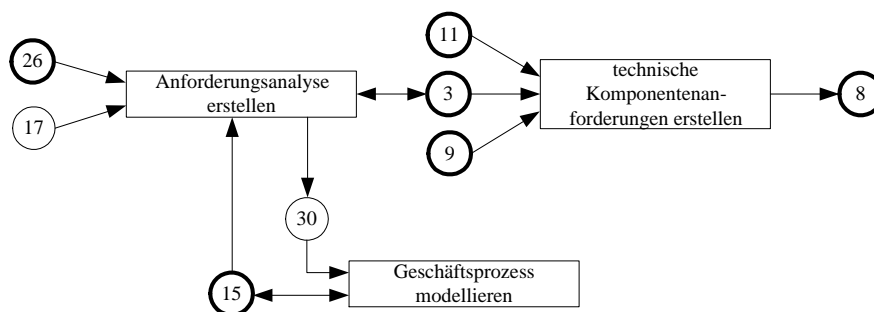 26
17
Anforderungsanalyse
erstellen
11
3
9
technische
Komponentenan-
forderungen erstellen
8
30
15
Geschäftsprozess
modellieren